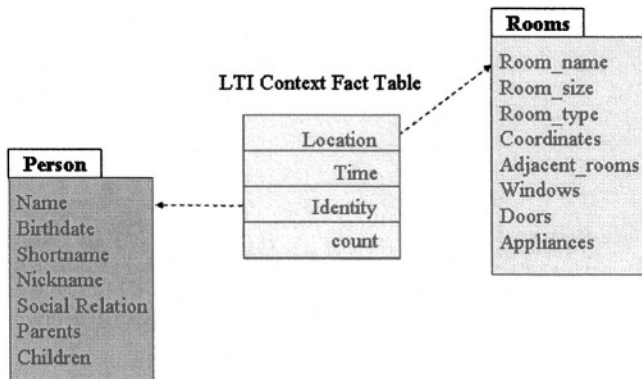 Rooms
Room_name
Room_size
Room_type
Coordinates
Adjacent_rooms
Windows
Doors
Appliances
LTI Context Fact Table
Location
Time
Identity
count
Person
Name
Birthdate
Shortname
Nickname
Social Relation
Parents
Children